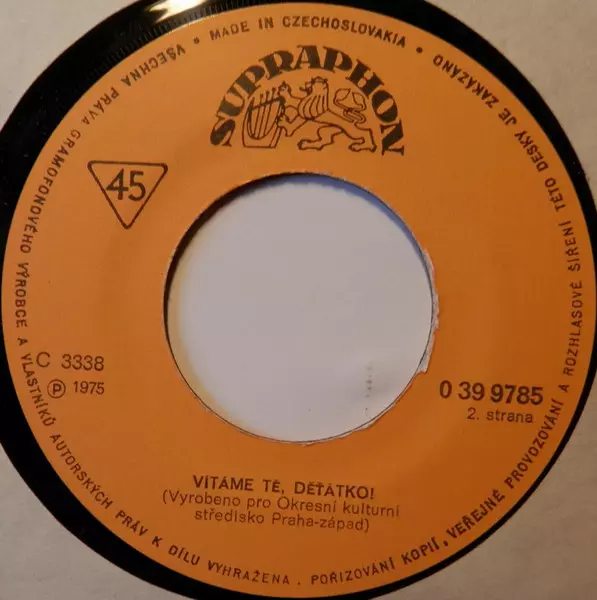 VŠECHNA PRÁVA GRAMOFONOVÉHO VÝROBCE A VLASTNÍKŮ AUTORSKÝCH PRÁV K DÍLU VYHRAŽENA. POŘIZOVÁNÍ KOPIÍ, VEŘEJNÉ PROVOZOVÁNÍ A ROZHLASOVÉ ŠÍŘENÍ TÉTO DESKY JE ZAKÁZÁNO • MADE IN CZECHOSLOVAKIA •
SUPRAPHON
45
C 3338
Ⓟ 1975
0 39 9785
2. strana
VÍTÁME TĚ, DĚŤÁTKO!
(Vyrobeno pro Okresní kulturní
středisko Praha-západ)